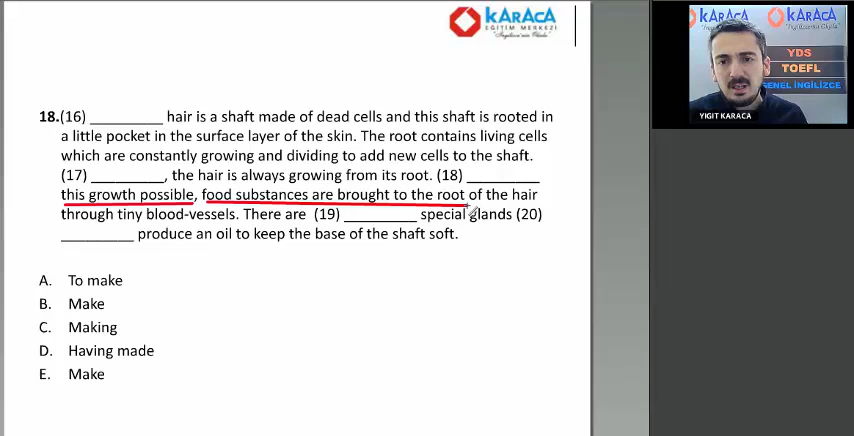 KARACA
EĞİTİM MERKEZİ
"İngilizce'nin Okulu"
18.(16) _________ hair is a shaft made of dead cells and this shaft is rooted in
a little pocket in the surface layer of the skin. The root contains living cells
which are constantly growing and dividing to add new cells to the shaft.
(17) _________, the hair is always growing from its root. (18) _________
this growth possible, food substances are brought to the root of the hair
through tiny blood-vessels. There are (19) _________ special glands (20)
_________ produce an oil to keep the base of the shaft soft.
A. To make
B. Make
C. Making
D. Having made
E. Make
KARACA
KARACA
"İngilizcenin Okulu"
YDS
TOEFL
GENEL İNGİLİZCE
YIGIT KARACA